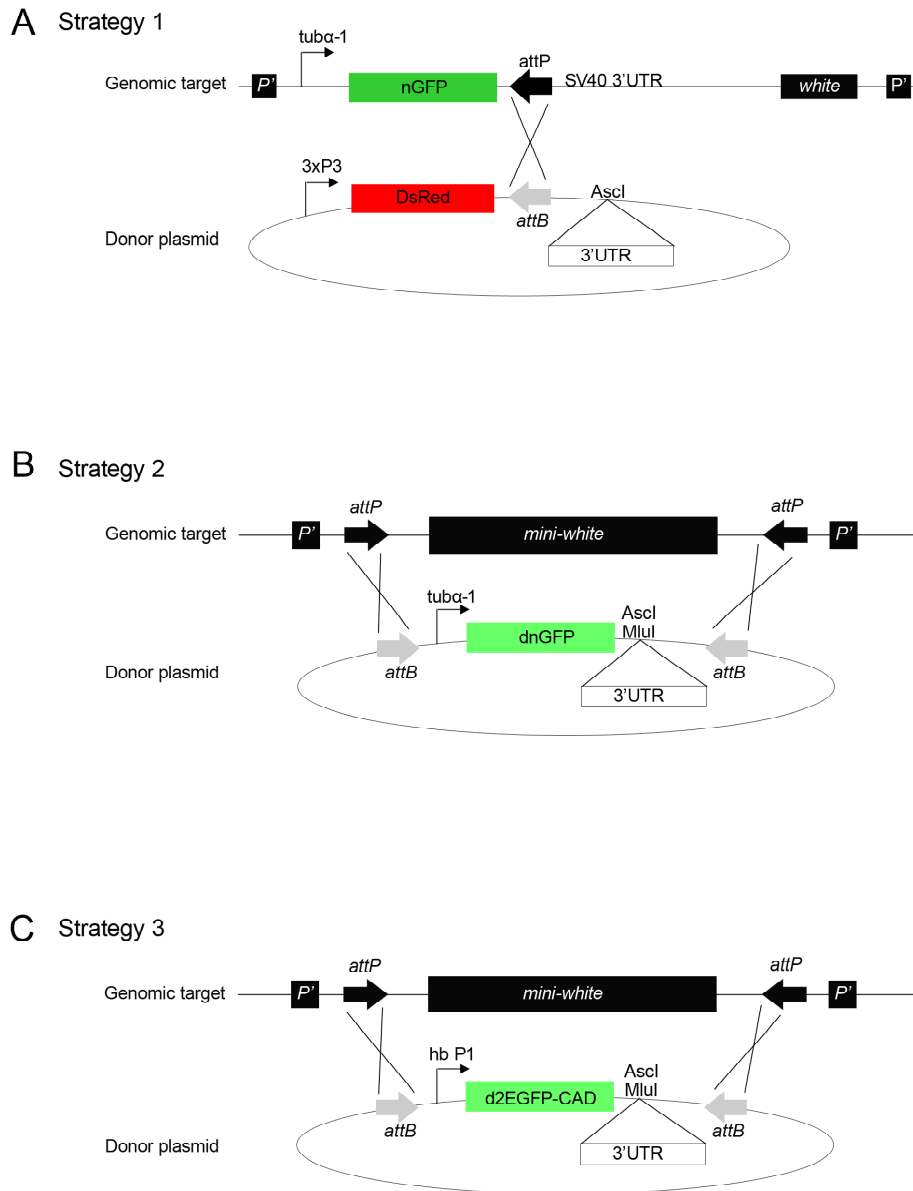 A Strategy 1
tubα-1
Genomic target P' nGFP attP SV40 3'UTR white P'
3xP3
DsRed attB AscI
Donor plasmid
3'UTR
B Strategy 2
attP attP
Genomic target P' mini-white P'
tubα-1
dnGFP AscI
MluI
attB attB
Donor plasmid
3'UTR
C Strategy 3
attP attP
Genomic target P' mini-white P'
hb P1
d2EGFP-CAD AscI
MluI
attB attB
Donor plasmid
3'UTR